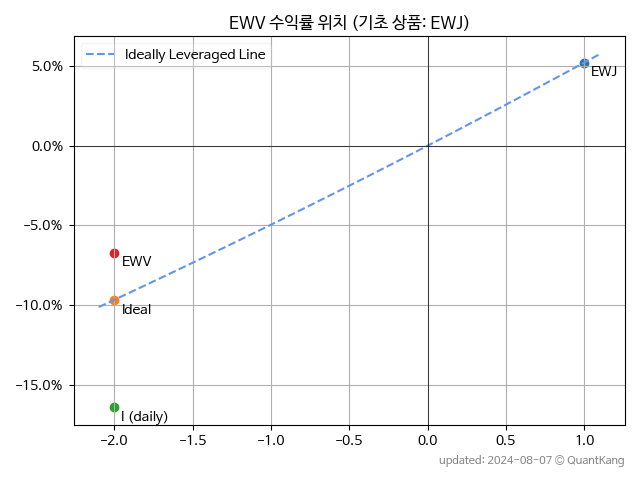 EWV 수익률 위치 (기초 상품: EWJ)
Ideally Leveraged Line
5.0%
EWJ
0.0%
-5.0%
EWV
-10.0%
Ideal
-15.0%
I (daily)
-2.0 -1.5 -1.0 -0.5 0.0 0.5 1.0
updated: 2024-08-07 © QuantKang